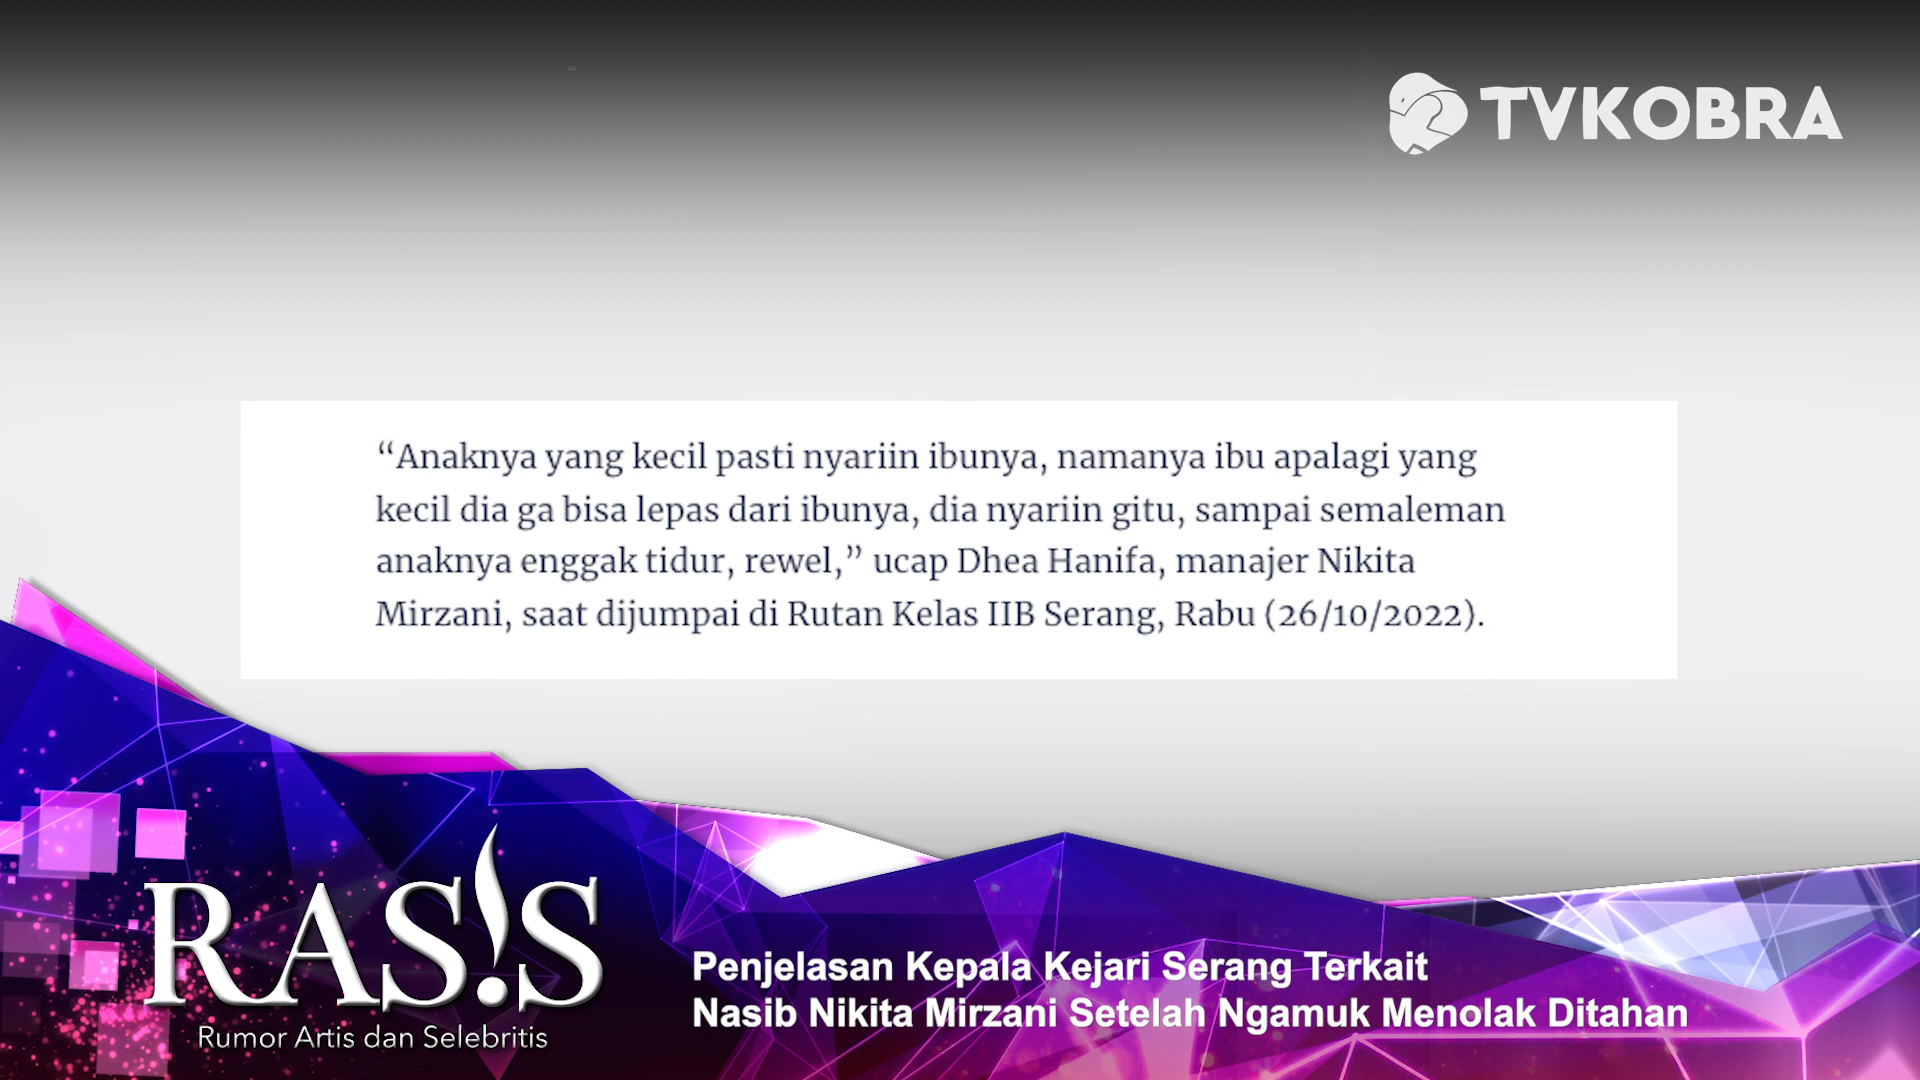 TVKOBRA
“Anaknya yang kecil pasti nyariin ibunya, namanya ibu apalagi yang
kecil dia ga bisa lepas dari ibunya, dia nyariin gitu, sampai semaleman
anaknya enggak tidur, rewel,” ucap Dhea Hanifa, manajer Nikita
Mirzani, saat dijumpai di Rutan Kelas IIB Serang, Rabu (26/10/2022).
RAS!S
Rumor Artis dan Selebritis
Penjelasan Kepala Kejari Serang Terkait
Nasib Nikita Mirzani Setelah Ngamuk Menolak Ditahan